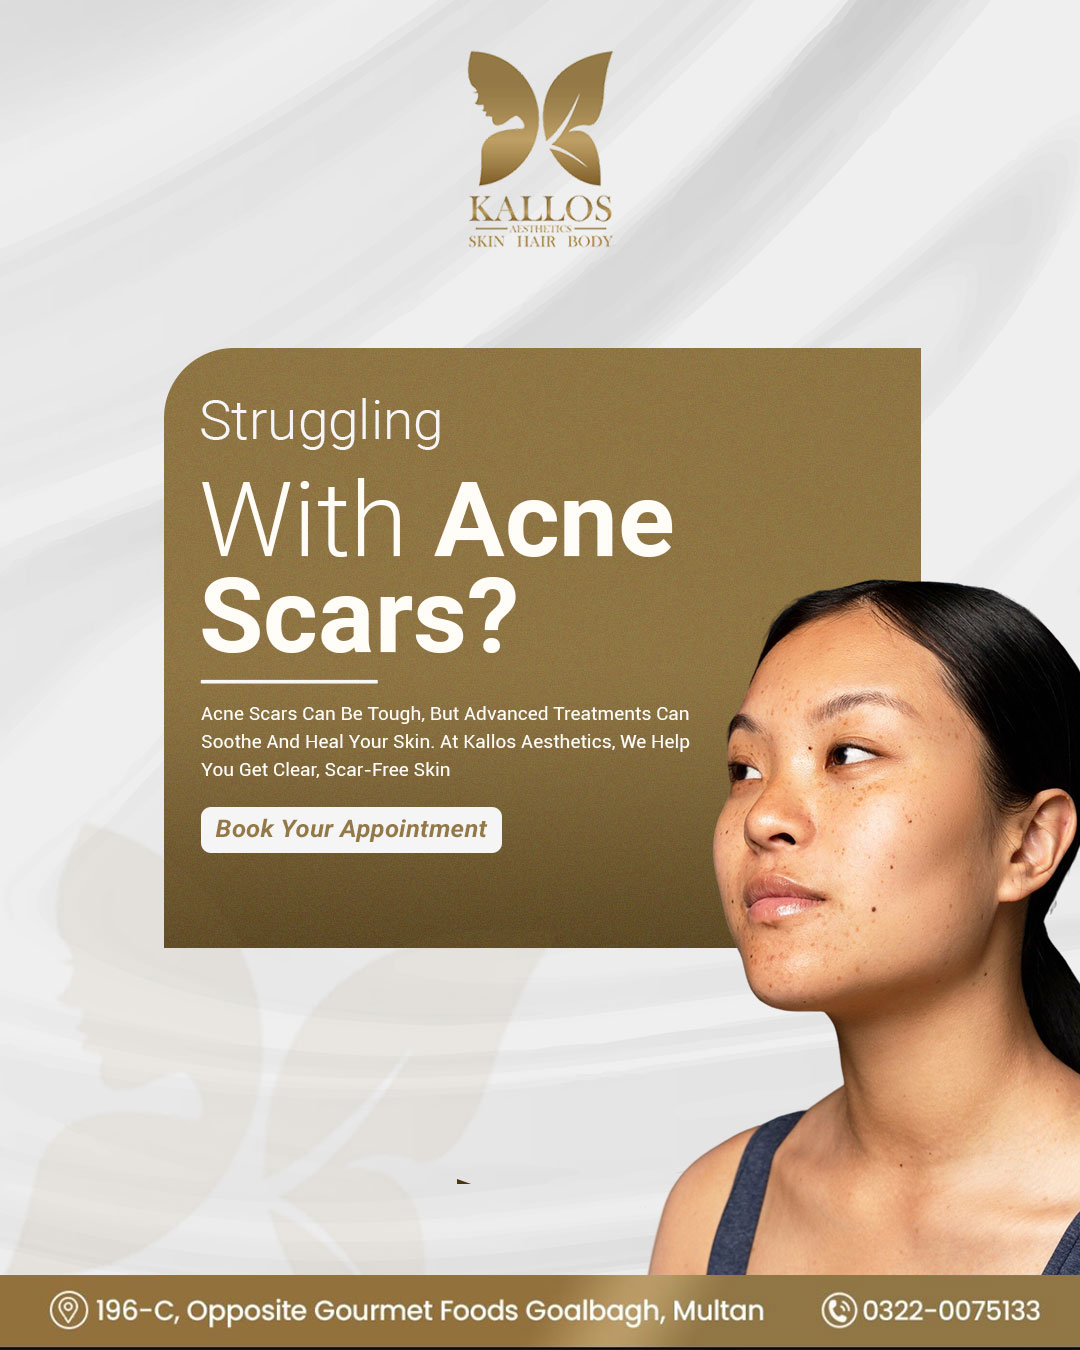 KALLOS
AESTHETICS
SKIN HAIR BODY
Struggling
With Acne
Scars?
Acne Scars Can Be Tough, But Advanced Treatments Can
Soothe And Heal Your Skin. At Kallos Aesthetics, We Help
You Get Clear, Scar-Free Skin
Book Your Appointment
196-C, Opposite Gourmet Foods Goalbagh, Multan
0322-0075133